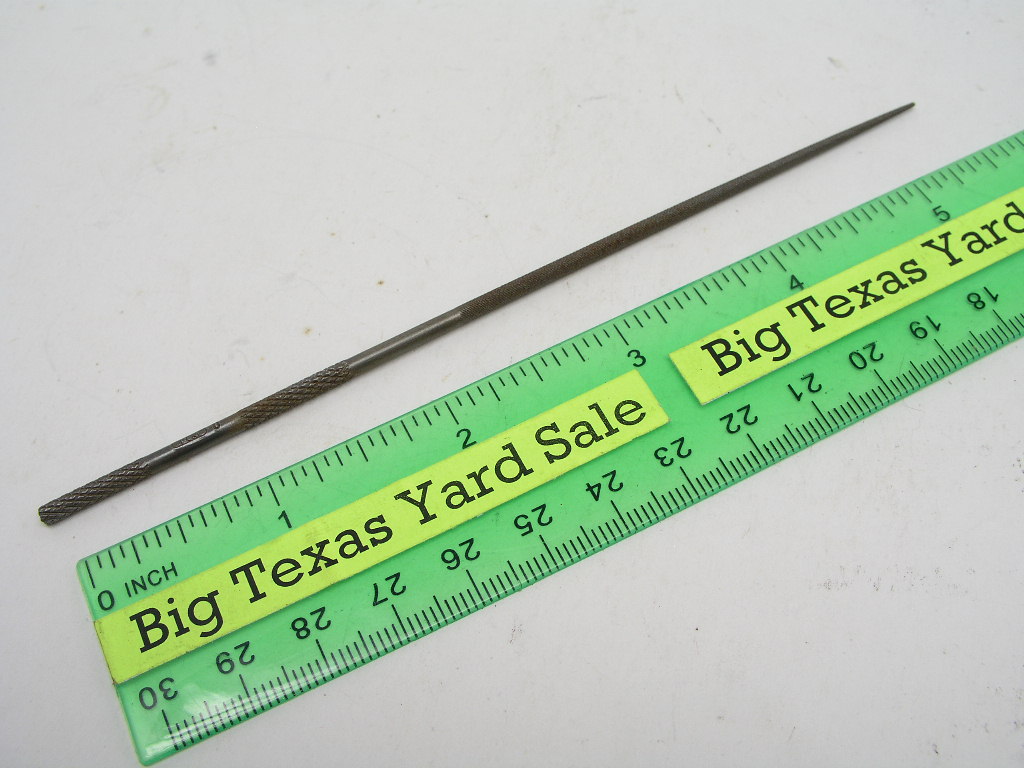 0 INCH 1 2 3 4 5
Big Texas Yard Sale
Big Texas Yard
30 29 28 27 26 25 24 23 22 21 20 19 18